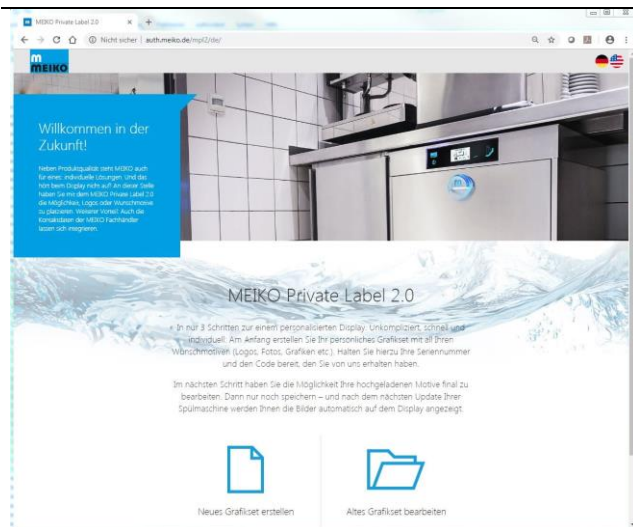 MEIKO Private Label 2.0
Nicht sicher | auth.meiko.de/mpl2/de/
m
MEIKO
Willkommen in der
Zukunft!
Neben Produktqualität steht MEIKO auch
für eines: individuelle Lösungen. Und das
hört beim Display nicht auf! An dieser Stelle
haben Sie mit dem MEIKO Private Label 2.0
die Möglichkeit, Logos oder Wunschmotive
zu platzieren. Weiterer Vorteil: Auch die
Kontaktdaten der MEIKO Fachhändler
lassen sich integrieren.
MEIKO Private Label 2.0
In nur 3 Schritten zur einem personalisierten Display. Unkompliziert, schnell und
individuell: Am Anfang erstellen Sie Ihr persönliches Grafikset mit all Ihren
Wunschmotiven (Logos, Fotos, Grafiken etc.). Halten Sie hierzu Ihre Seriennummer
und den Code bereit, den Sie von uns erhalten haben.
Im nächsten Schritt haben Sie die Möglichkeit Ihre hochgeladenen Motive final zu
bearbeiten. Dann nur noch speichern – und nach dem nächsten Update Ihrer
Spülmaschine werden Ihnen die Bilder automatisch auf dem Display angezeigt.
Neues Grafikset erstellen
Altes Grafikset bearbeiten